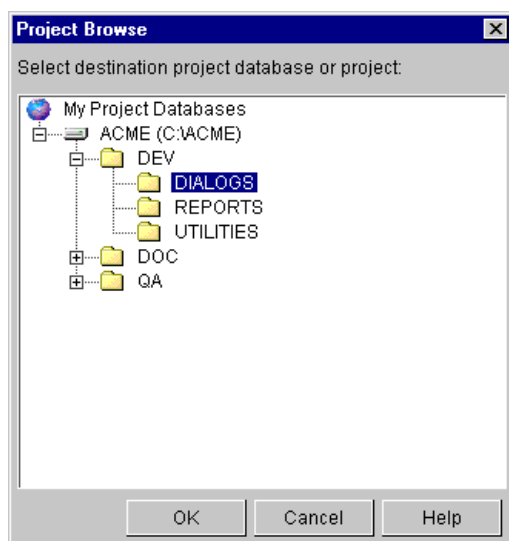 Project Browse
Select destination project database or project:
My Project Databases
ACME (C:\ACME)
DEV
DIALOGS
REPORTS
UTILITIES
DOC
QA
OK Cancel Help